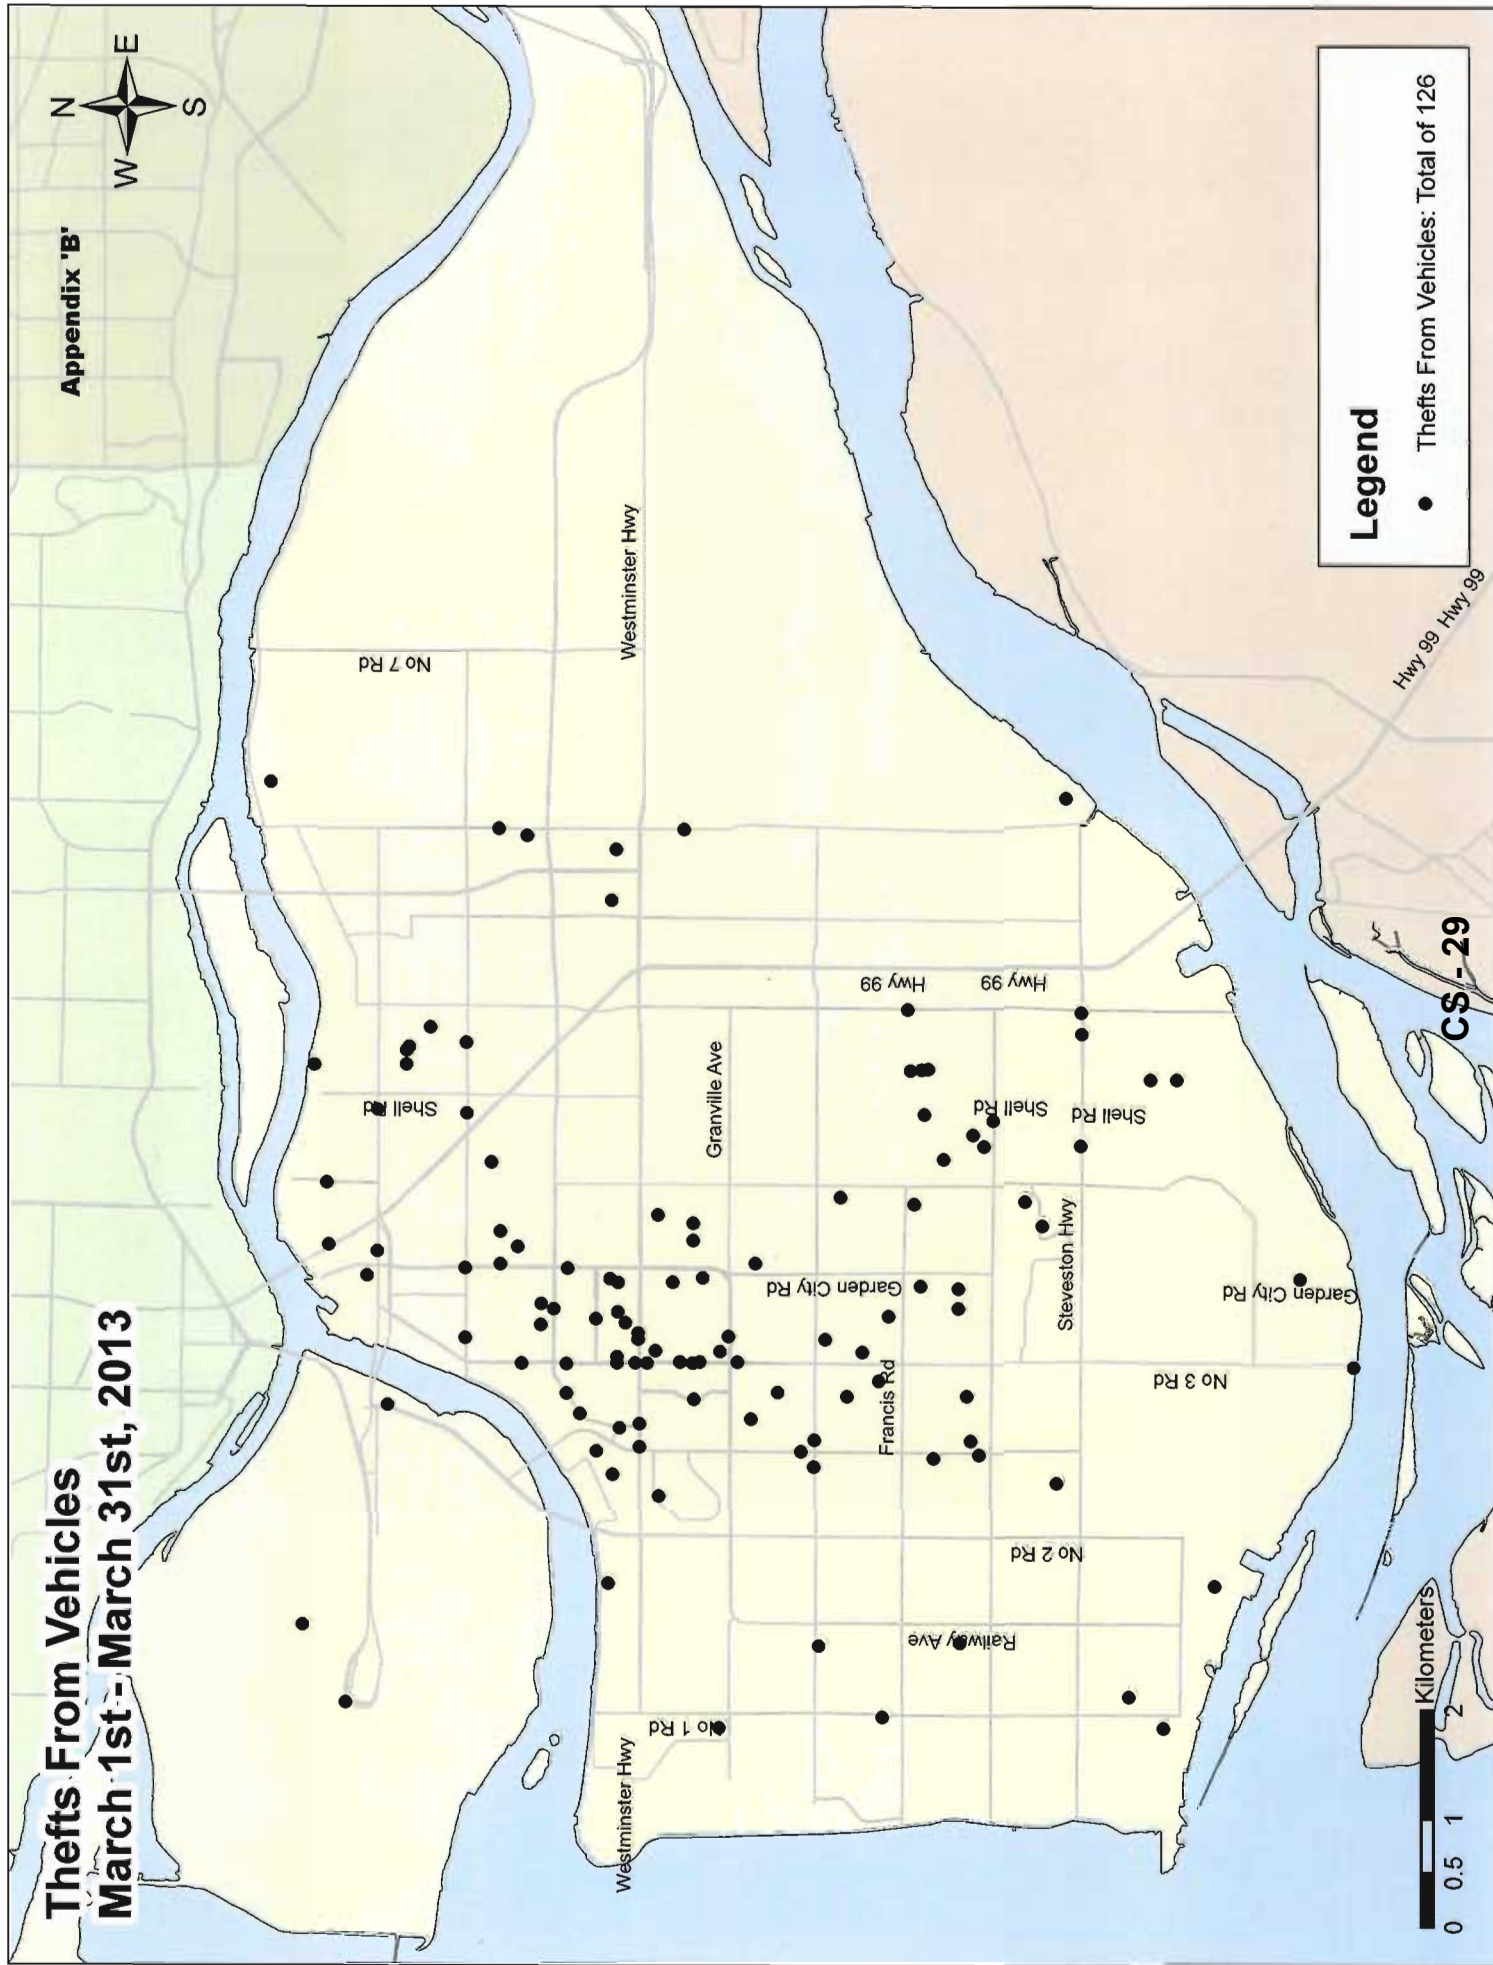 Thefts From Vehicles
March 1st - March 31st, 2013
Appendix 'B'
N
W
E
S
No 7 Rd
Shell Rd
Westminster Hwy
Westminster Hwy
Granville Ave
No 1 Rd
Garden City Rd
Hwy 99
Hwy 99
Francis Rd
Railway Ave
Shell Rd
Shell Rd
No 2 Rd
Steveston Hwy
No 3 Rd
Garden City Rd
Hwy 99
Hwy 99
Legend
Thefts From Vehicles: Total of 126
Kilometers
0 0.5 1 2
CS - 29